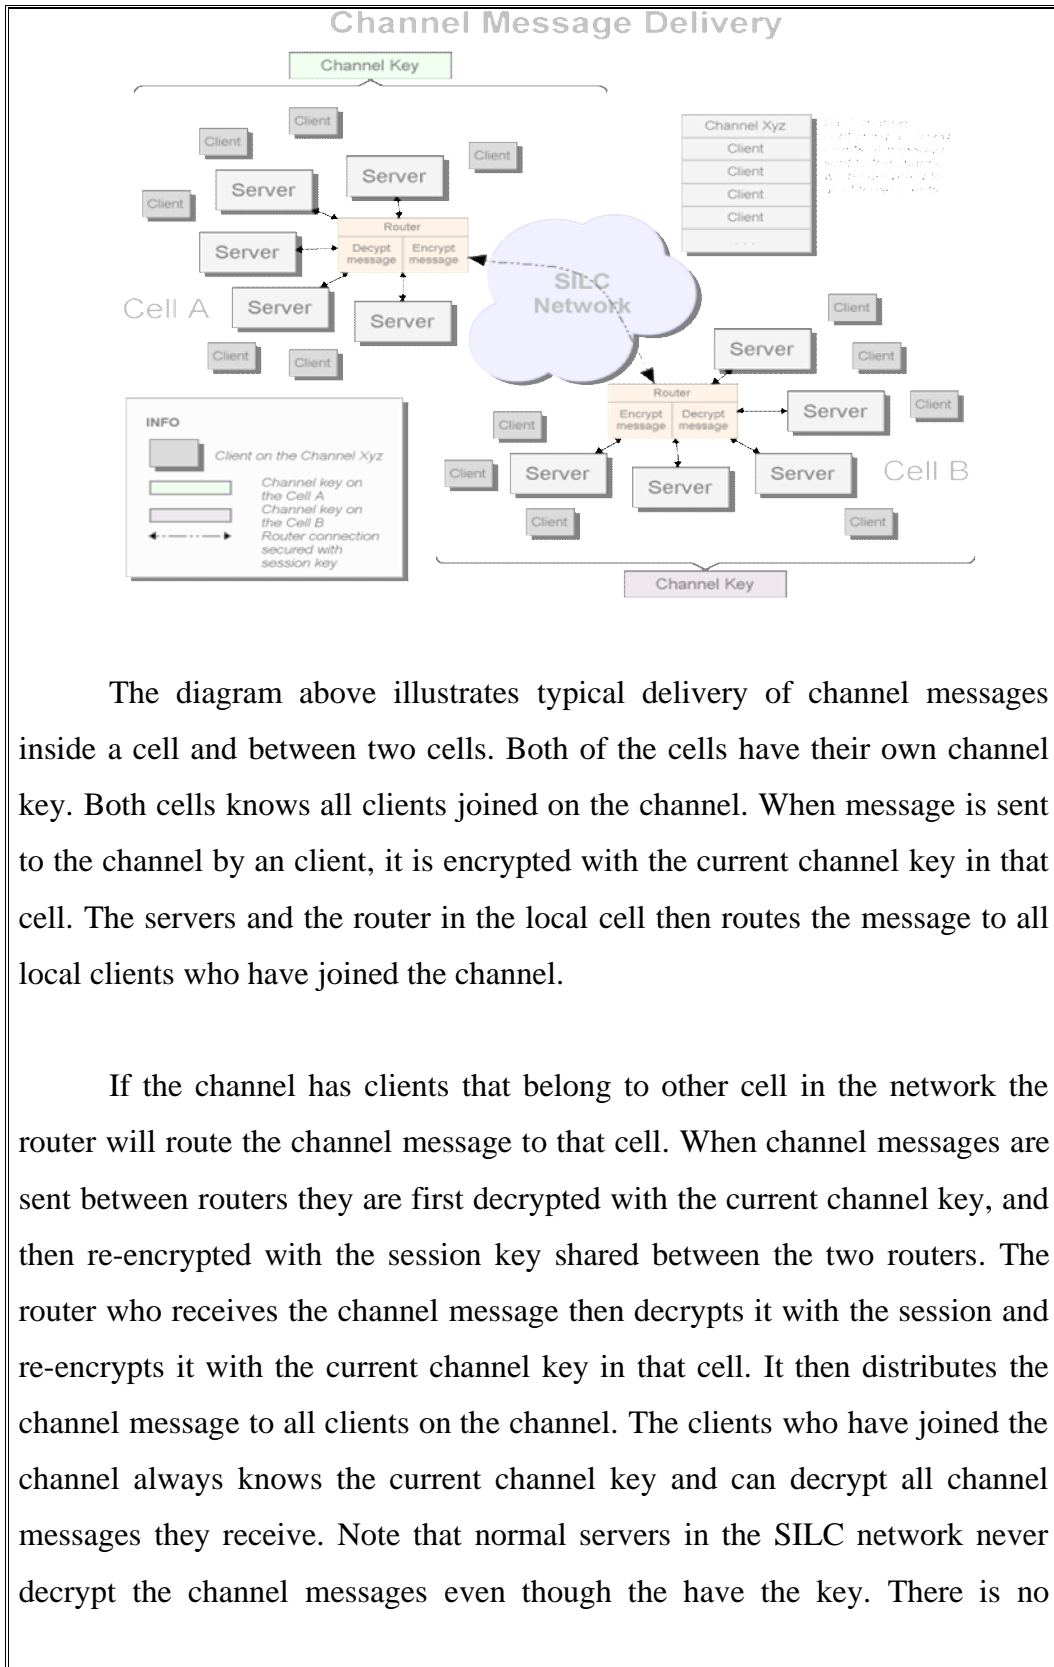 Channel Message Delivery
Channel Key
Client
Client
Client
Client
Server
Server
Server
Server
Server
Router
Decypt
message
Encrypt
message
Cell A
Client
Client
SILC
Network
Channel Xyz
Client
Client
Client
Client
. . .
Client
Client
Client
Server
Server
Router
Encrypt
message
Decrypt
message
Client
Client
Server
Server
Server
Cell B
Client
Client
Channel Key
INFO
Client on the Channel Xyz
Channel key on
the Cell A
Channel key on
the Cell B
Router connection
secured with
session key
The diagram above illustrates typical delivery of channel messages
inside a cell and between two cells. Both of the cells have their own channel
key. Both cells knows all clients joined on the channel. When message is sent
to the channel by an client, it is encrypted with the current channel key in that
cell. The servers and the router in the local cell then routes the message to all
local clients who have joined the channel.
If the channel has clients that belong to other cell in the network the
router will route the channel message to that cell. When channel messages are
sent between routers they are first decrypted with the current channel key, and
then re-encrypted with the session key shared between the two routers. The
router who receives the channel message then decrypts it with the session and
re-encrypts it with the current channel key in that cell. It then distributes the
channel message to all clients on the channel. The clients who have joined the
channel always knows the current channel key and can decrypt all channel
messages they receive. Note that normal servers in the SILC network never
decrypt the channel messages even though the have the key. There is no